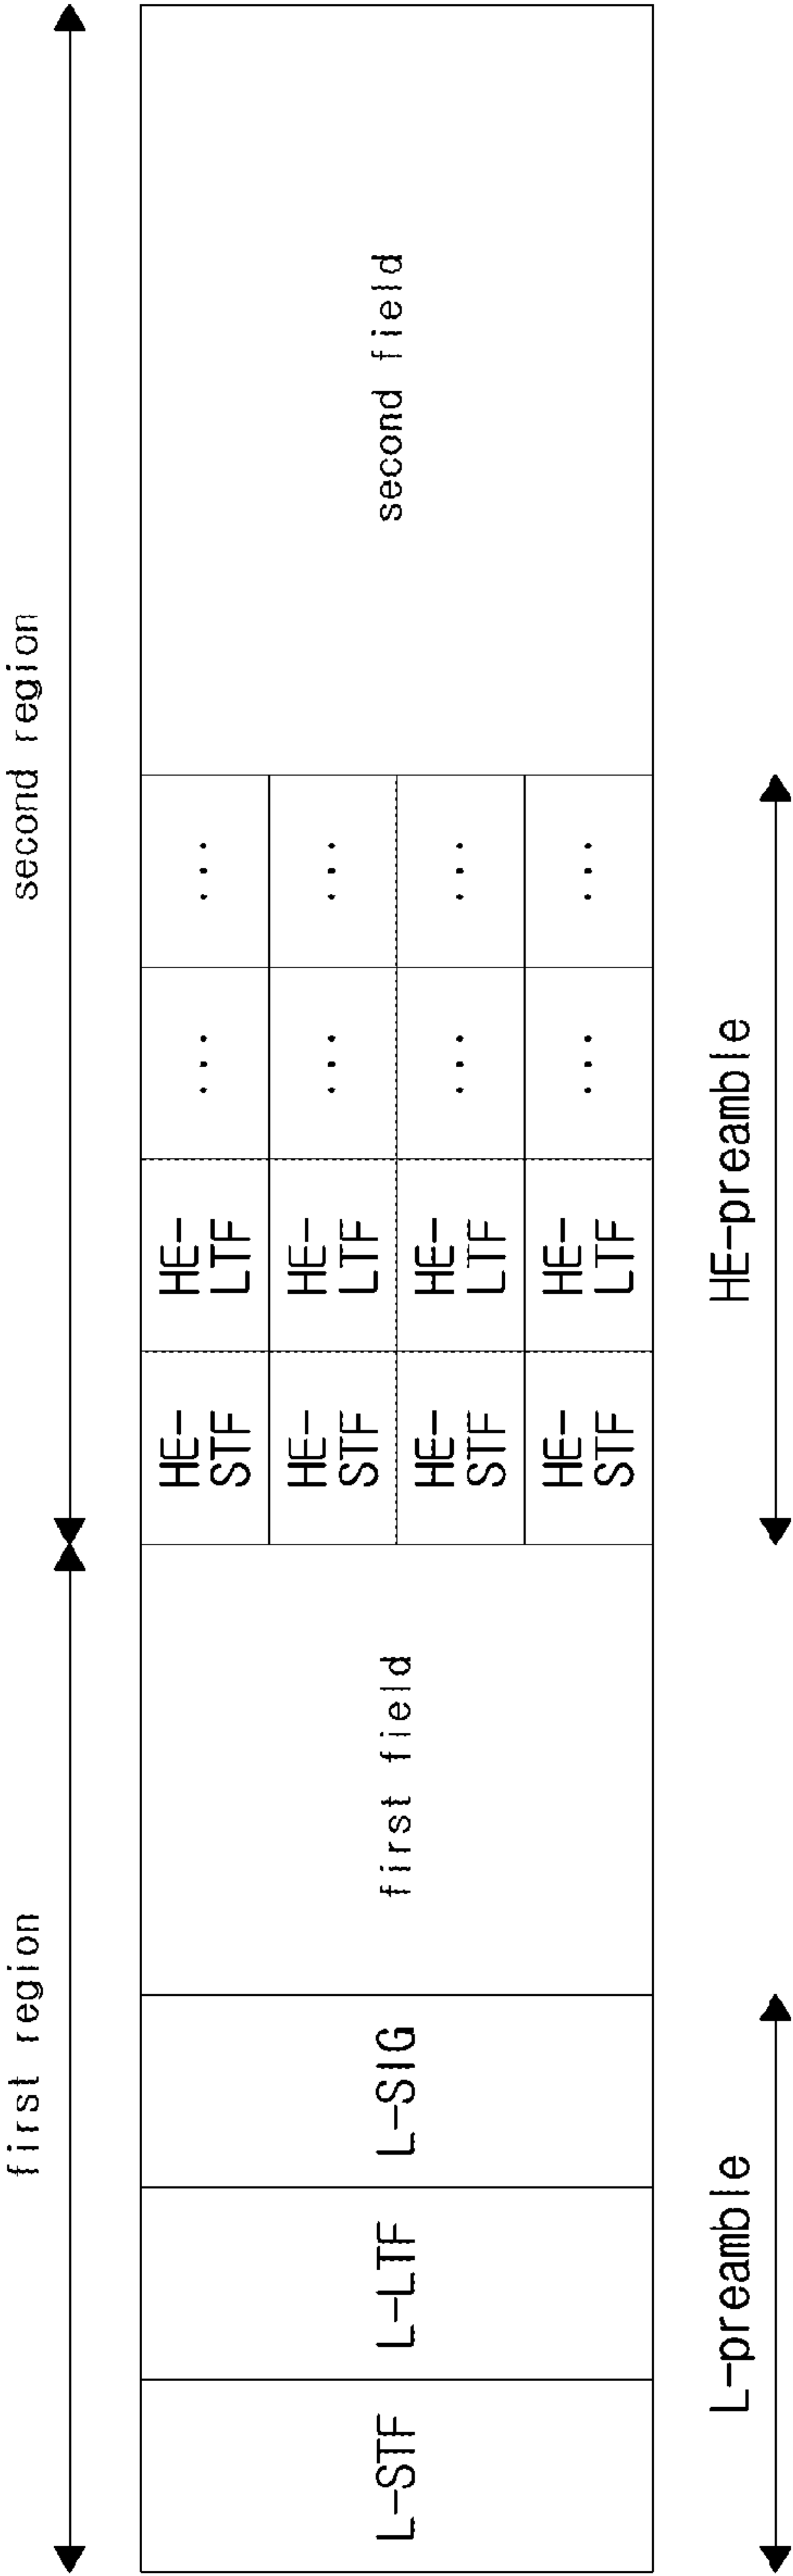 first region
second region
L-STF
L-LTF
L-SIG
first field
HE-
STF
HE-
LTF
...
...
HE-
STF
HE-
LTF
...
...
HE-
STF
HE-
LTF
...
...
HE-
STF
HE-
LTF
...
...
second field
L-preamble
HE-preamble